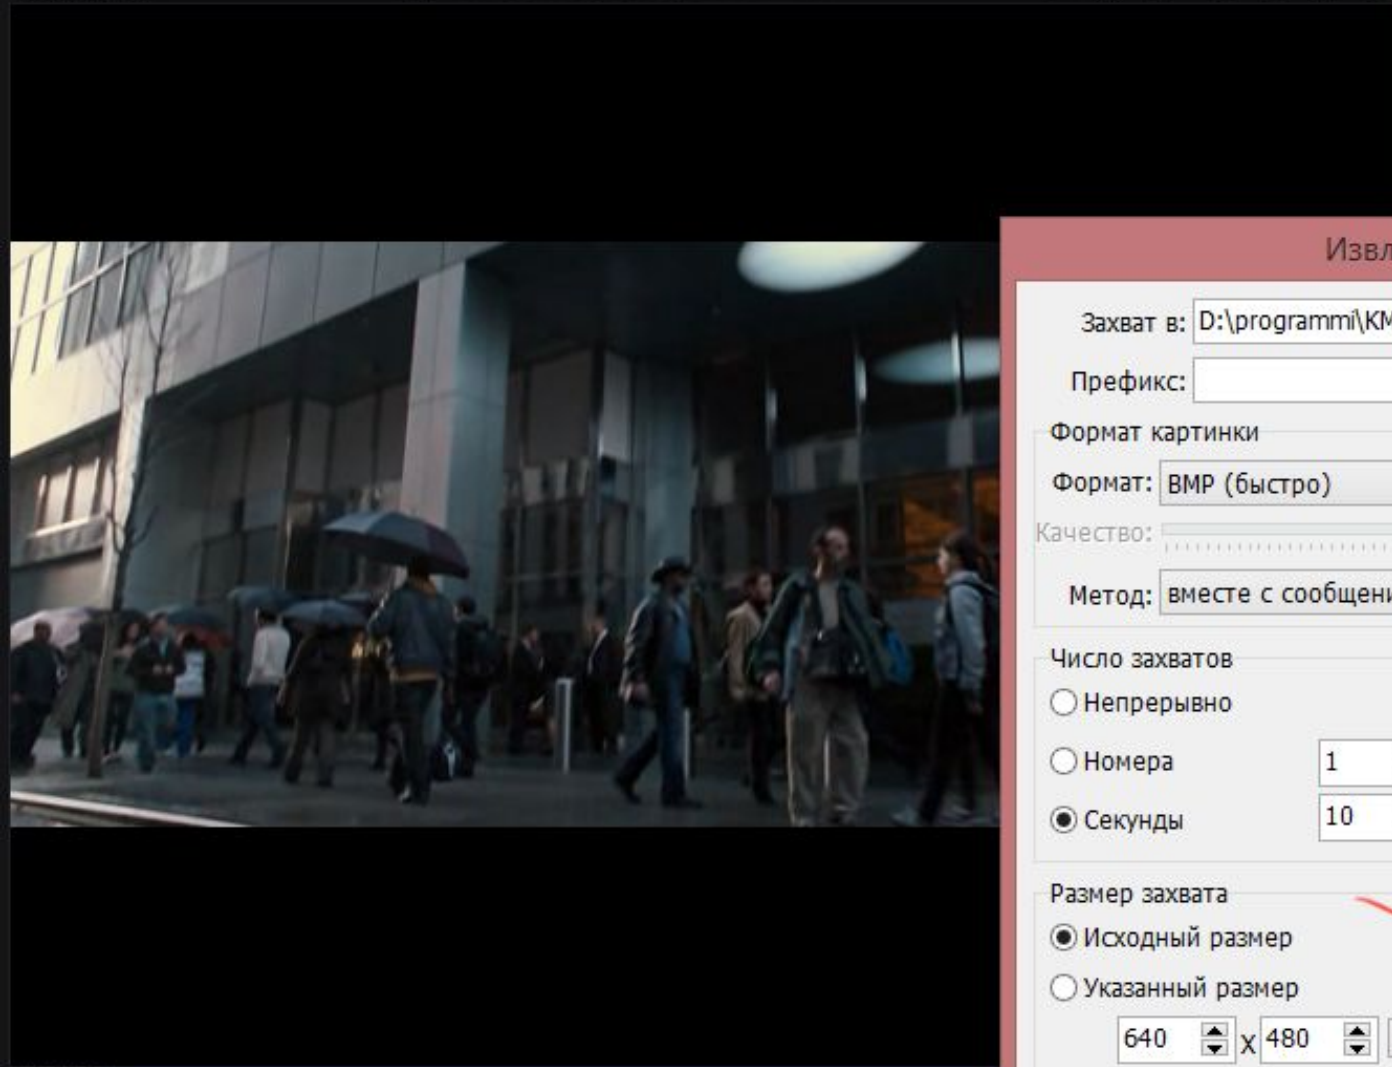 Извл
Захват в: D:\programmi\KM
Префикс:
Формат картинки
Формат: BMP (быстро)
Качество:
Метод: вместе с сообщени
Число захватов
Непрерывно
Номера 1
Секунды 10
Размер захвата
Исходный размер
Указанный размер
640 X 480